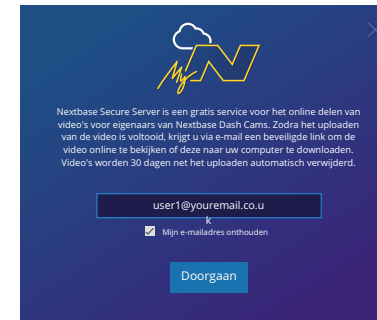 My N
Nextbase Secure Server is een gratis service voor het online delen van
video's voor eigenaars van Nextbase Dash Cams. Zodra het uploaden
van de video is voltooid, krijgt u via e-mail een beveiligde link om de
video online te bekijken of deze naar uw computer te downloaden.
Video's worden 30 dagen net het uploaden automatisch verwijderd.
user1@youremail.co.u
k
Mijn e-mailadres onthouden
Doorgaan